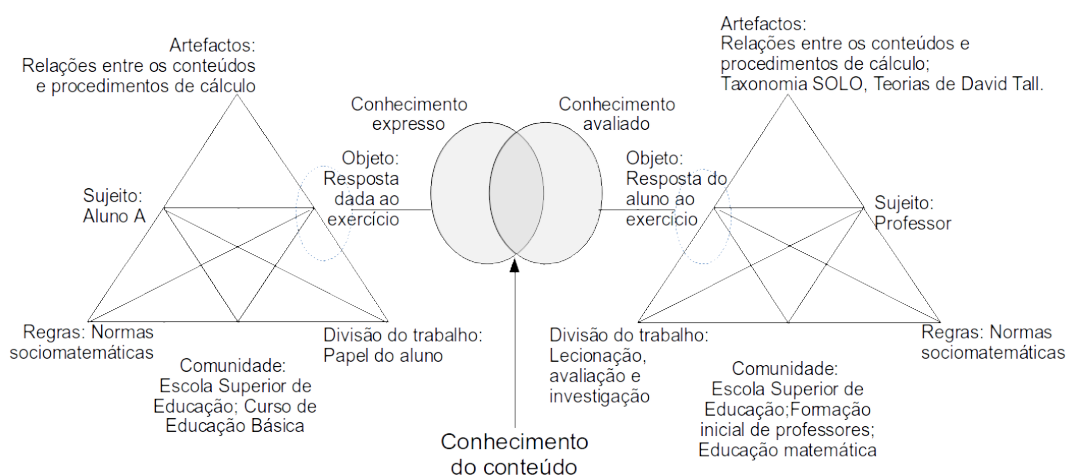 Artefactos:
Relações entre os conteúdos
e procedimentos de cálculo
Sujeito:
Aluno A
Objeto:
Resposta
dada ao
exercício
Regras: Normas
sociomatemáticas
Comunidade:
Escola Superior de
Educação; Curso de
Educação Básica
Divisão do trabalho:
Papel do aluno
Conhecimento
expresso
Conhecimento
avaliado
Conhecimento
do conteúdo
Artefactos:
Relações entre os conteúdos e
procedimentos de cálculo;
Taxonomia SOLO, Teorias de David Tall.
Objeto:
Resposta do
aluno ao
exercício
Sujeito:
Professor
Divisão do trabalho:
Lecionação,
avaliação e
investigação
Comunidade:
Escola Superior de
Educação;Formação
inicial de professores;
Educação matemática
Regras: Normas
sociomatemáticas